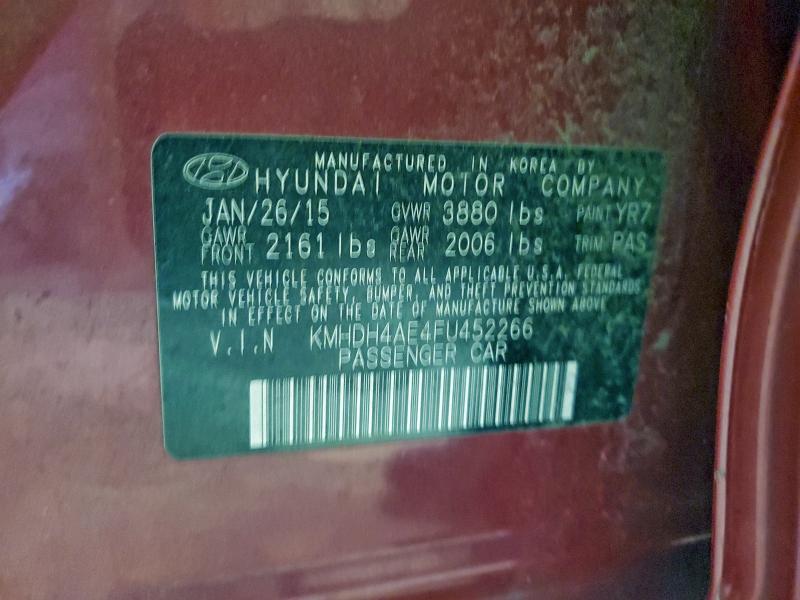 MANUFACTURED IN KOREA BY
HYUNDAI MOTOR COMPANY
JAN/26/15 GVWR 3880 lbs PAINT YR7
GAWR FRONT 2161 lbs GAWR REAR 2006 lbs TRIM PAS
THIS VEHICLE CONFORMS TO ALL APPLICABLE U.S.A. FEDERAL
MOTOR VEHICLE SAFETY, BUMPER, AND THEFT PREVENTION STANDARDS
IN EFFECT ON THE DATE OF MANUFACTURE SHOWN ABOVE.
V.I.N KMHDH4AE4FU452266
PASSENGER CAR